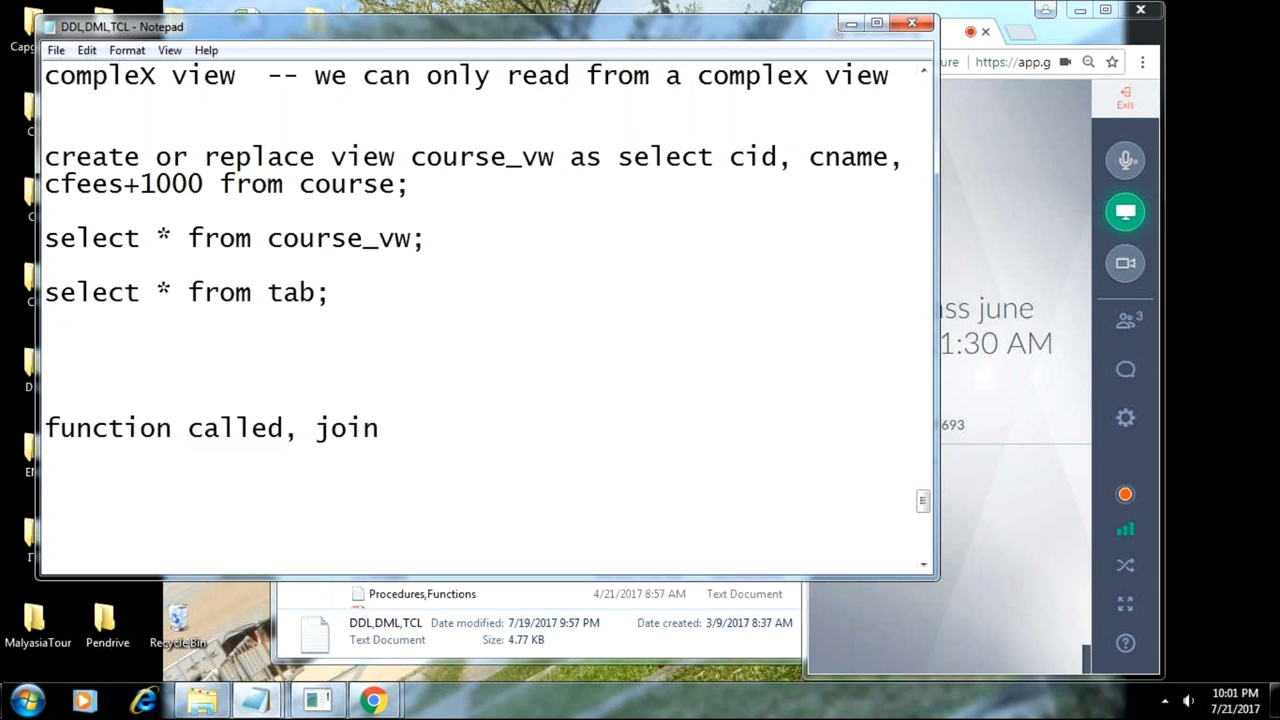 DDL,DML,TCL - Notepad
File Edit Format View Help
compleX view -- we can only read from a complex view
create or replace view course_vw as select cid, cname,
cfees+1000 from course;
select * from course_vw;
select * from tab;
function called, join
https://app.g
Exit
ss june
1:30 AM
693
3
Procedures,Functions 4/21/2017 8:57 AM Text Document
DDL,DML,TCL Date modified: 7/19/2017 9:57 PM Date created: 3/9/2017 8:37 AM
Text Document Size: 4.77 KB
MalyasiaTour Pendrive Recycle Bin
10:01 PM
7/21/2017